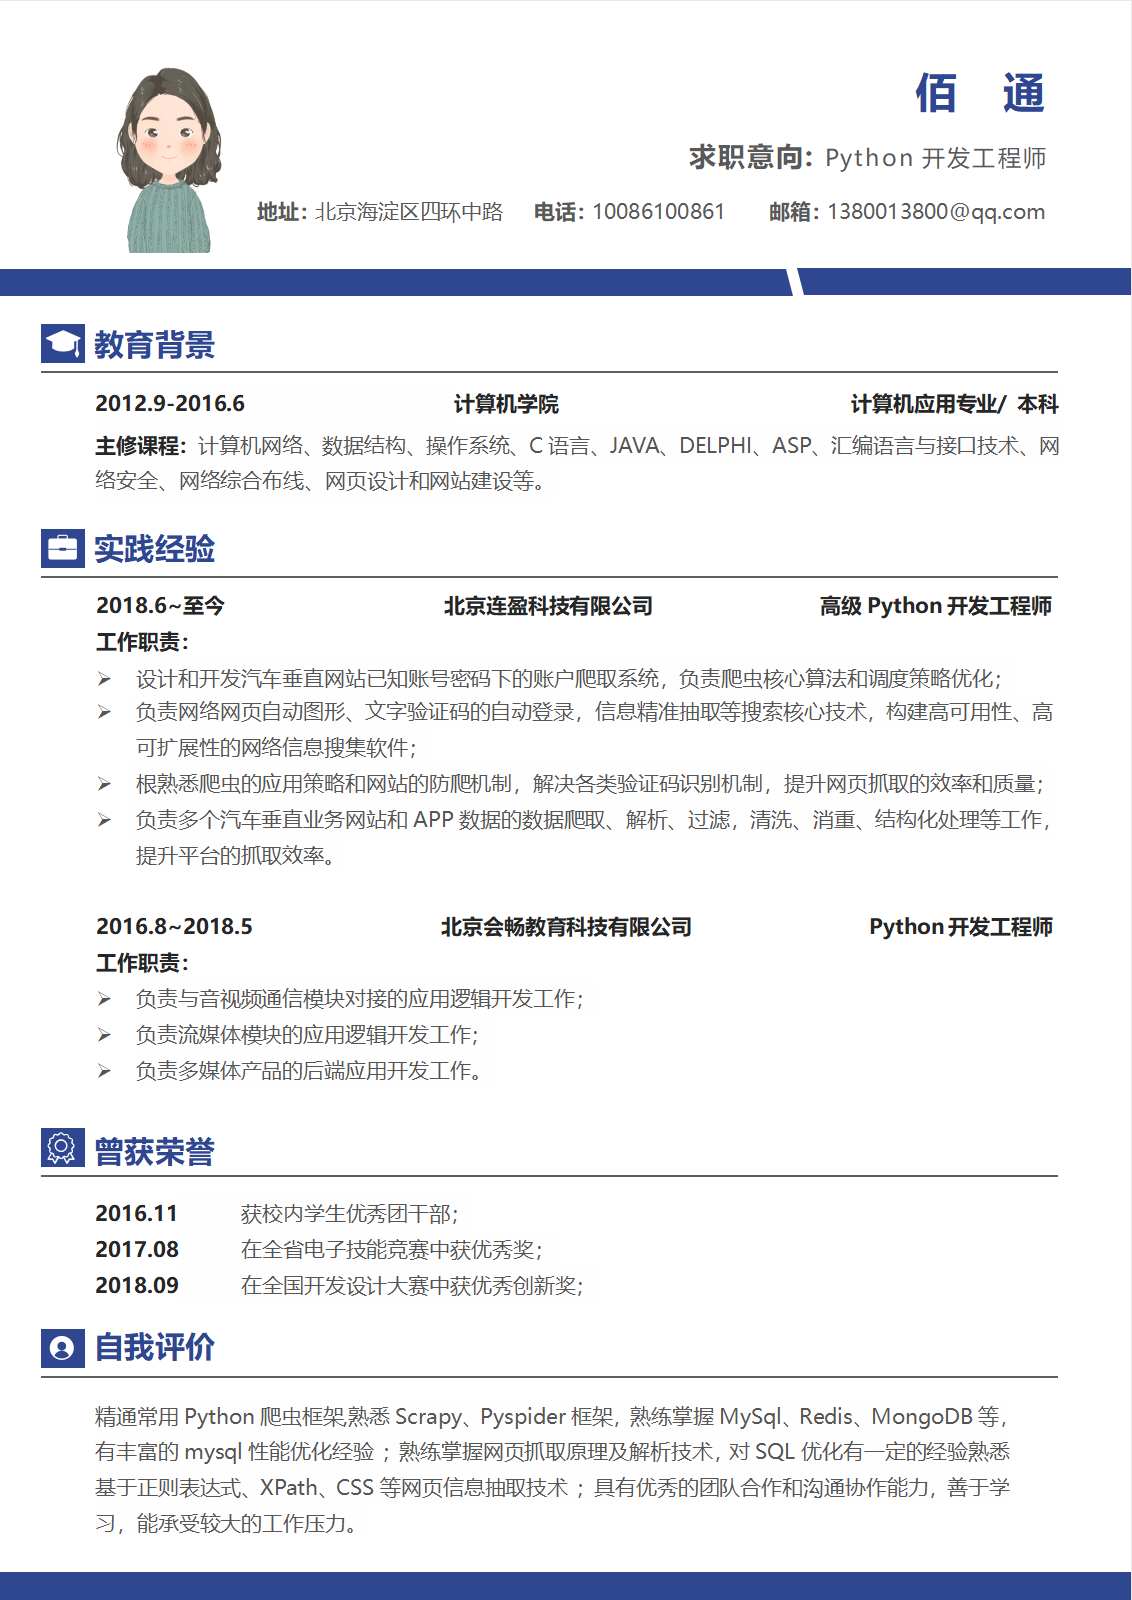 佰 通
求职意向: Python 开发工程师
地址: 北京海淀区四环中路 电话: 10086100861 邮箱: 1380013800@qq.com
教育背景
2012.9-2016.6 计算机学院 计算机应用专业/ 本科
主修课程: 计算机网络、数据结构、操作系统、C 语言、JAVA、DELPHI、ASP、汇编语言与接口技术、网
络安全、网络综合布线、网页设计和网站建设等。
实践经验
2018.6~至今 北京连盈科技有限公司 高级 Python 开发工程师
工作职责:
➢ 设计和开发汽车垂直网站已知账号密码下的账户爬取系统，负责爬虫核心算法和调度策略优化；
➢ 负责网络网页自动图形、文字验证码的自动登录，信息精准抽取等搜索核心技术，构建高可用性、高
可扩展性的网络信息搜集软件；
➢ 根熟悉爬虫的应用策略和网站的防爬机制，解决各类验证码识别机制，提升网页抓取的效率和质量；
➢ 负责多个汽车垂直业务网站和 APP 数据的数据爬取、解析、过滤，清洗、消重、结构化处理等工作，
提升平台的抓取效率。
2016.8~2018.5 北京会畅教育科技有限公司 Python 开发工程师
工作职责:
➢ 负责与音视频通信模块对接的应用逻辑开发工作；
➢ 负责流媒体模块的应用逻辑开发工作；
➢ 负责多媒体产品的后端应用开发工作。
曾获荣誉
2016.11 获校内学生优秀团干部；
2017.08 在全省电子技能竞赛中获优秀奖；
2018.09 在全国开发设计大赛中获优秀创新奖；
自我评价
精通常用 Python 爬虫框架,熟悉 Scrapy、Pyspider 框架，熟练掌握 MySql、Redis、MongoDB 等，
有丰富的 mysql 性能优化经验 ；熟练掌握网页抓取原理及解析技术，对 SQL 优化有一定的经验熟悉
基于正则表达式、XPath、CSS 等网页信息抽取技术 ；具有优秀的团队合作和沟通协作能力，善于学
习，能承受较大的工作压力。